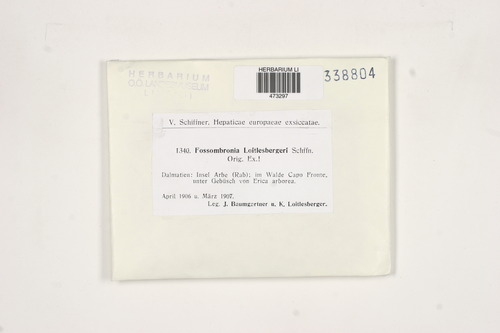 HERBARIUM
HERBARIUM LI
473297
338804
V. Schiffner, Hepaticae europaeae exsiccatae.
1340. Fossombronia Loitlesbergeri Schffn.
Orig. Ex.!
Dalmatien: Insel Arbe (Rab); im Walde Capo Fronte,
unter Gebüsch von Erica arborea.
April 1906 u. März 1907.
Leg. J. Baumgartner u. K. Loitlesberger.